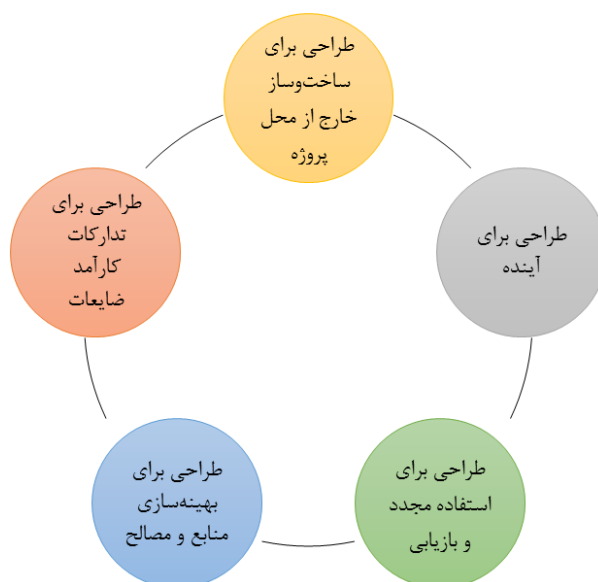 طراحی برای
ساخت‌وساز
خارج از محل
پروژه
طراحی برای
آینده
طراحی برای
استفاده مجدد
و بازیابی
طراحی برای
بهینه‌سازی
منابع و مصالح
طراحی برای
تدارکات
کارآمد
ضایعات